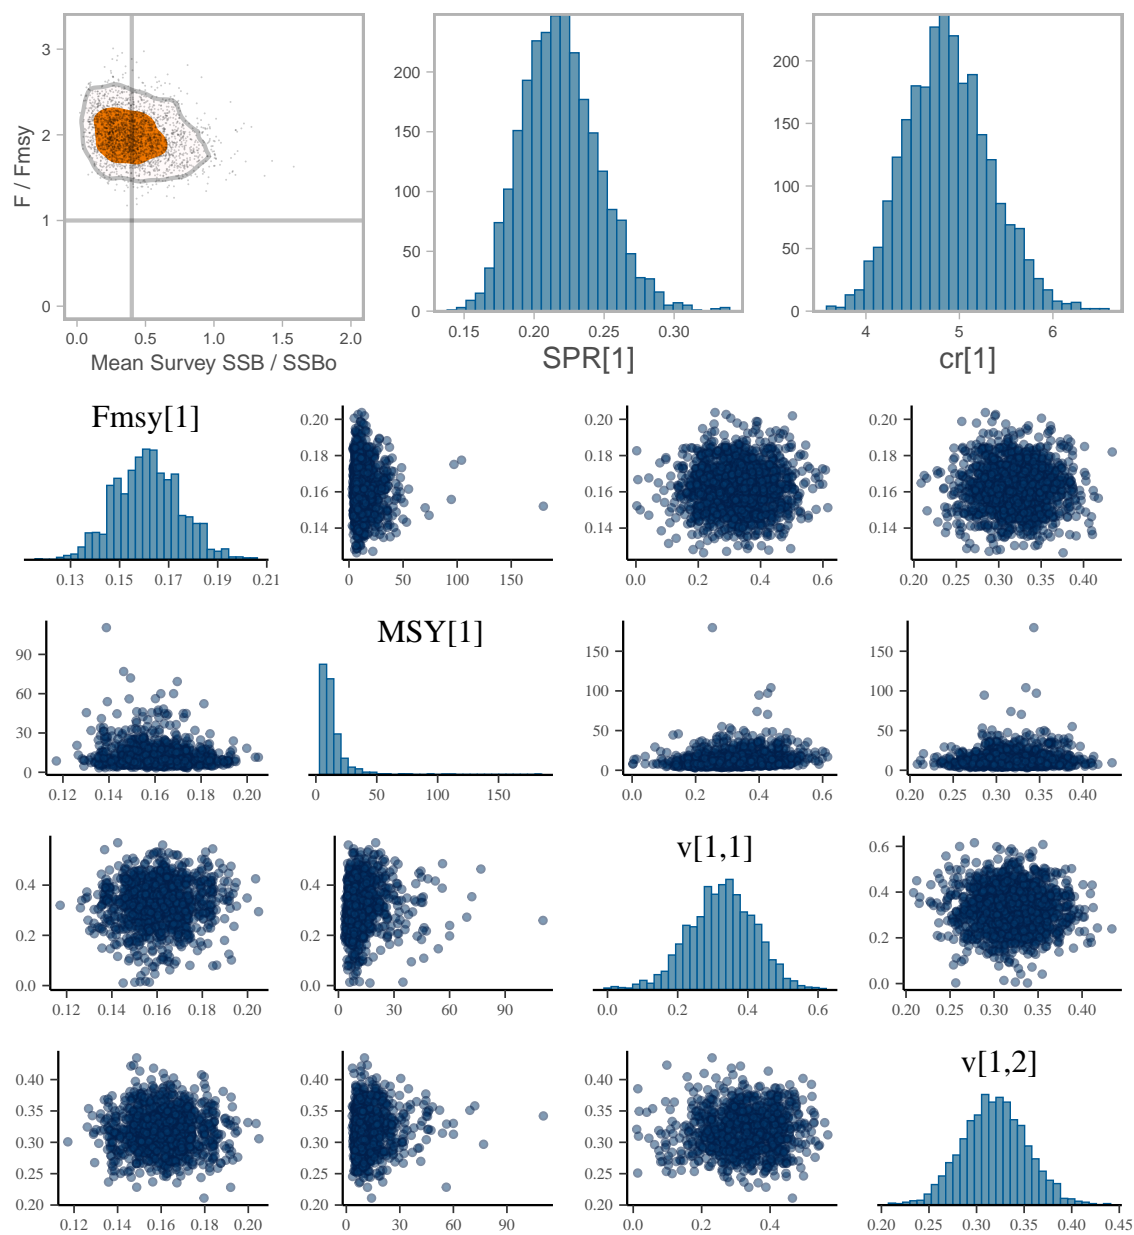 3
2
1
0
F / Fmsy
0.0 0.5 1.0 1.5 2.0
Mean Survey SSB / SSBo
200
150
100
50
0
0.15 0.20 0.25 0.30
SPR[1]
200
150
100
50
0
4 5 6
cr[1]
Fmsy[1]
0.13 0.15 0.17 0.19 0.21
0.20
0.18
0.16
0.14
0 50 100 150
0.20
0.18
0.16
0.14
0.0 0.2 0.4 0.6
0.20
0.18
0.16
0.14
0.20 0.25 0.30 0.35 0.40
90
60
30
0
0.12 0.14 0.16 0.18 0.20
MSY[1]
0 50 100 150
150
100
50
0
0.0 0.2 0.4 0.6
150
100
50
0
0.20 0.25 0.30 0.35 0.40
0.4
0.2
0.0
0.12 0.14 0.16 0.18 0.20
0.4
0.2
0.0
0 30 60 90
v[1,1]
0.0 0.2 0.4 0.6
0.6
0.4
0.2
0.0
0.20 0.25 0.30 0.35 0.40
0.40
0.35
0.30
0.25
0.20
0.12 0.14 0.16 0.18 0.20
0.40
0.35
0.30
0.25
0.20
0 30 60 90
0.40
0.35
0.30
0.25
0.20
0.0 0.2 0.4
v[1,2]
0.20 0.25 0.30 0.35 0.40 0.45